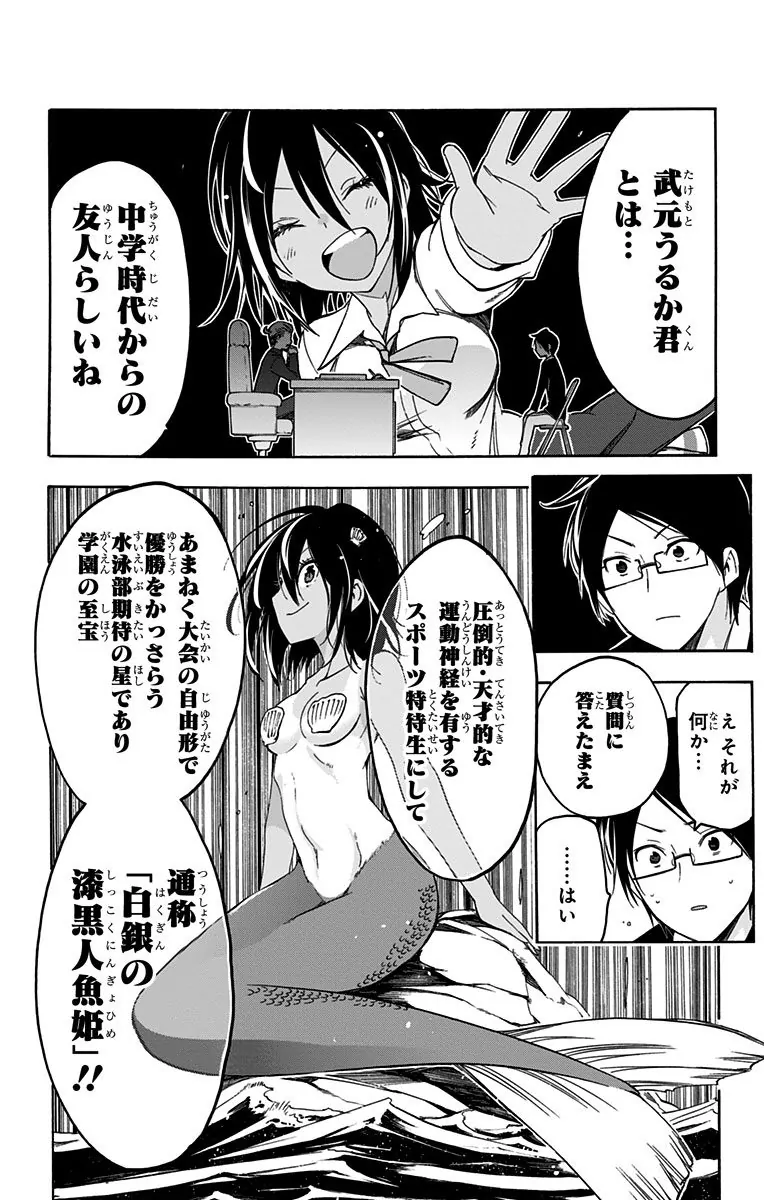 武元うるか君
とは…
中学時代からの
友人らしいね
え それが
何か…
質問に
答えたまえ
……はい
圧倒的・天才的な
運動神経を有する
スポーツ特待生にして
あまねく大会の自由形で
優勝をかっさらう
水泳部期待の星であり
学園の至宝
通称
「白銀の
漆黒人魚姫」!!